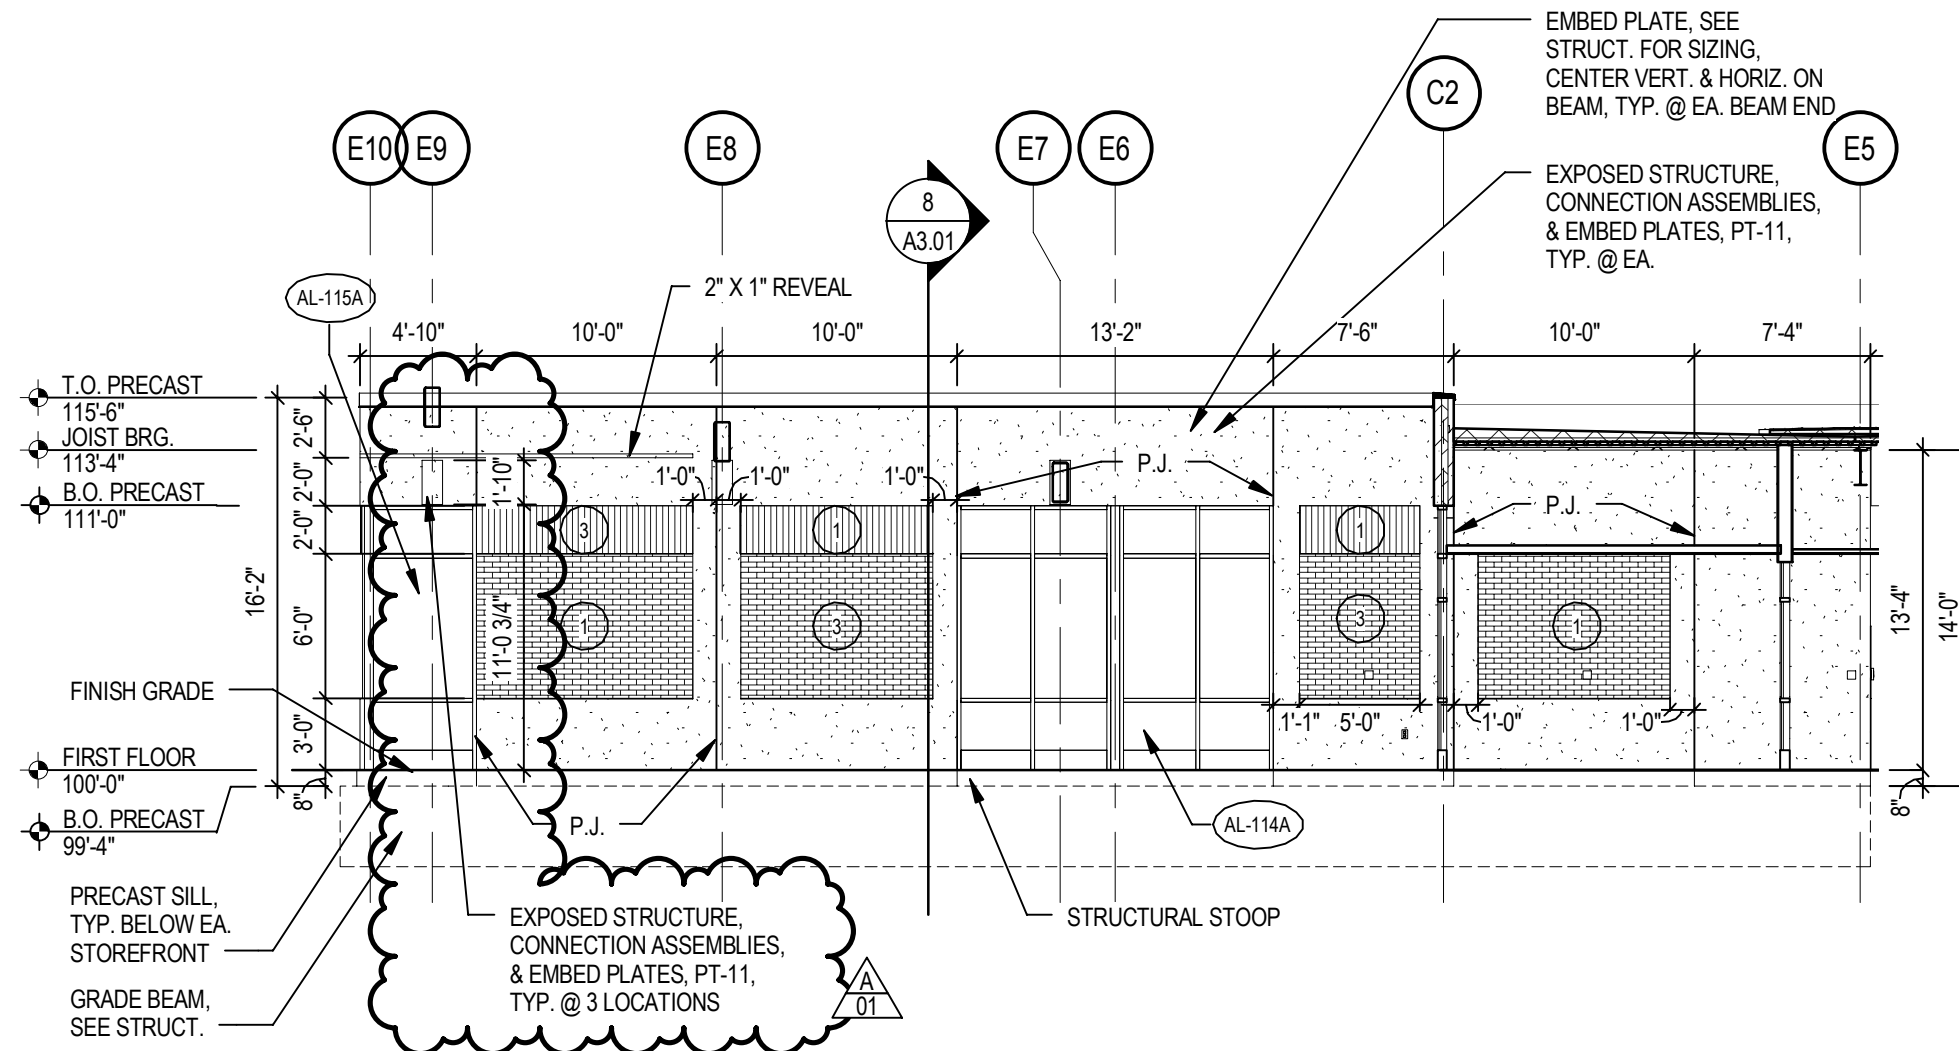 EMBED PLATE, SEE
STRUCT. FOR SIZING,
CENTER VERT. & HORIZ. ON
BEAM, TYP. @ EA. BEAM END
C2
E10
E9
E8
E7
E6
E5
EXPOSED STRUCTURE,
CONNECTION ASSEMBLIES,
& EMBED PLATES, PT-11,
TYP. @ EA.
8
A3.01
AL-115A
2" X 1" REVEAL
4'-10"
10'-0"
10'-0"
13'-2"
7'-6"
10'-0"
7'-4"
T.O. PRECAST
115'-6"
JOIST BRG.
113'-4"
B.O. PRECAST
111'-0"
2'-6"
2'-0"
2'-0"
6'-0"
3'-0"
8"
16'-2"
1'-10"
11'-0 3/4"
1'-0"
1'-0"
1'-0"
P.J.
P.J.
3
1
1
1
3
3
1
13'-4"
14'-0"
8"
1'-1"
5'-0"
1'-0"
1'-0"
FINISH GRADE
FIRST FLOOR
100'-0"
B.O. PRECAST
99'-4"
P.J.
AL-114A
PRECAST SILL,
TYP. BELOW EA.
STOREFRONT
GRADE BEAM,
SEE STRUCT.
EXPOSED STRUCTURE,
CONNECTION ASSEMBLIES,
& EMBED PLATES, PT-11,
TYP. @ 3 LOCATIONS
A
01
STRUCTURAL STOOP